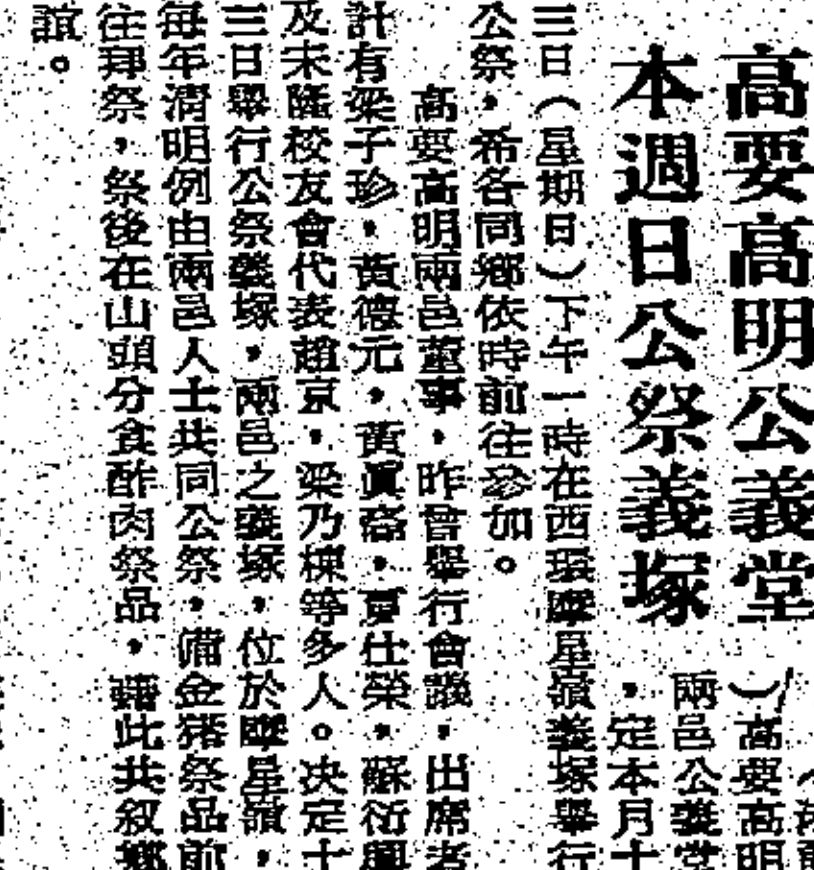 高要高明公義堂
本週日公祭義塚
︶高要高明
兩邑公義堂
，定本月十
三日（星期日）下午一時在西環摩星嶺義塚舉行
公祭，希各同鄉依時前往參加。
高要高明兩邑董事，昨曾舉行會議，出席者
計有梁子珍，黃德元，黃眞喬，夏仕榮，蘇衍興
及末隆校友會代表趙京，梁乃棟等多人。决定十
三日舉行公祭義塚，兩邑之義塚，位於摩星嶺，
每年淸明例由兩邑人士共同公祭，備金豬祭品前
往拜祭，祭後在山頭分食酢肉祭品，藉此共叙鄉
誼。